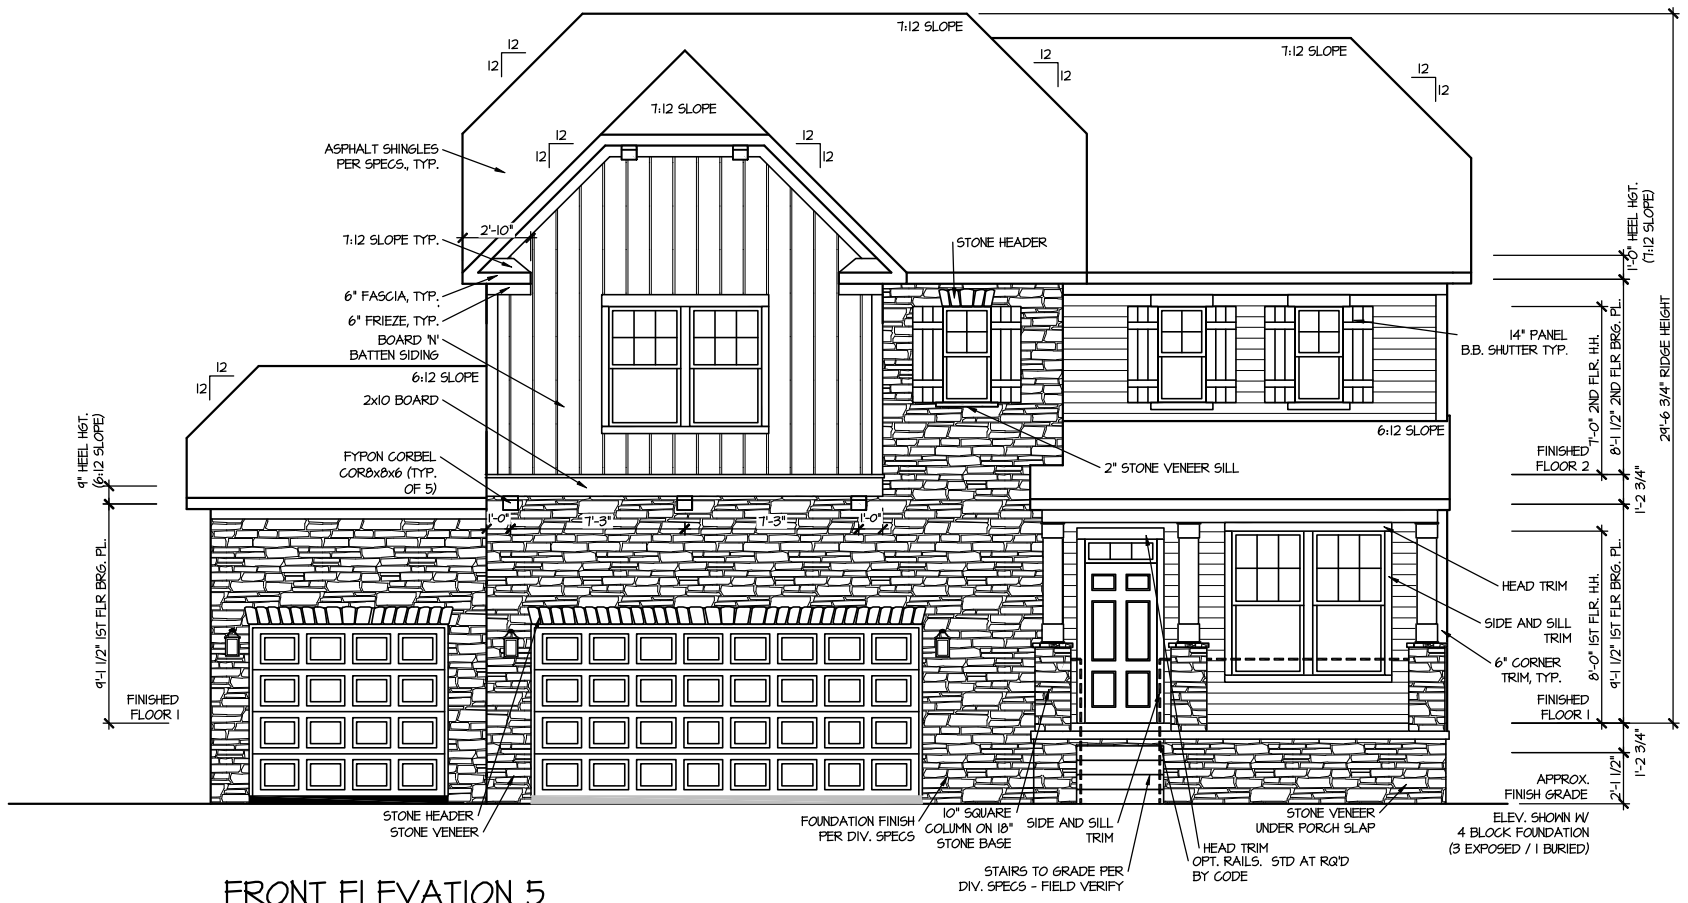 7:12 SLOPE
7:12 SLOPE
12
12
12
12
12
12
7:12 SLOPE
12
12
12
12
ASPHALT SHINGLES
PER SPECS., TYP.
2'-10"
7:12 SLOPE TYP.
STONE HEADER
6" FASCIA, TYP.
6" FRIEZE, TYP.
BOARD 'N'
BATTEN SIDING
14" PANEL
B.B. SHUTTER TYP.
12
12
6:12 SLOPE
2x10 BOARD
6:12 SLOPE
FYPON CORBEL
COR8x8x6 (TYP.
OF 5)
2" STONE VENEER SILL
FINISHED
FLOOR 2
9" HEEL HGT.
(6:12 SLOPE)
1'-0"
7'-3"
7'-3"
1'-0"
9'-1 1/2" 1ST FLR BRG. PL.
FINISHED
FLOOR 1
1'-0" HEEL HGT.
(7:12 SLOPE)
7'-0" 2ND FLR. H.H.
8'-1 1/2" 2ND FLR BRG. PL.
29'-6 3/4" RIDGE HEIGHT
1'-2 3/4"
HEAD TRIM
SIDE AND SILL
TRIM
6" CORNER
TRIM, TYP.
8'-0" 1ST FLR. H.H.
9'-1 1/2" 1ST FLR BRG. PL.
FINISHED
FLOOR 1
1'-2 3/4"
2'-1 1/2"
APPROX.
FINISH GRADE
STONE HEADER
STONE VENEER
FOUNDATION FINISH
PER DIV. SPECS
10" SQUARE
COLUMN ON 18"
STONE BASE
SIDE AND SILL
TRIM
STONE VENEER
UNDER PORCH SLAP
ELEV. SHOWN W/
4 BLOCK FOUNDATION
(3 EXPOSED / 1 BURIED)
HEAD TRIM
OPT. RAILS. STD AT RQ'D
BY CODE
STAIRS TO GRADE PER
DIV. SPECS - FIELD VERIFY
FRONT ELEVATION 5